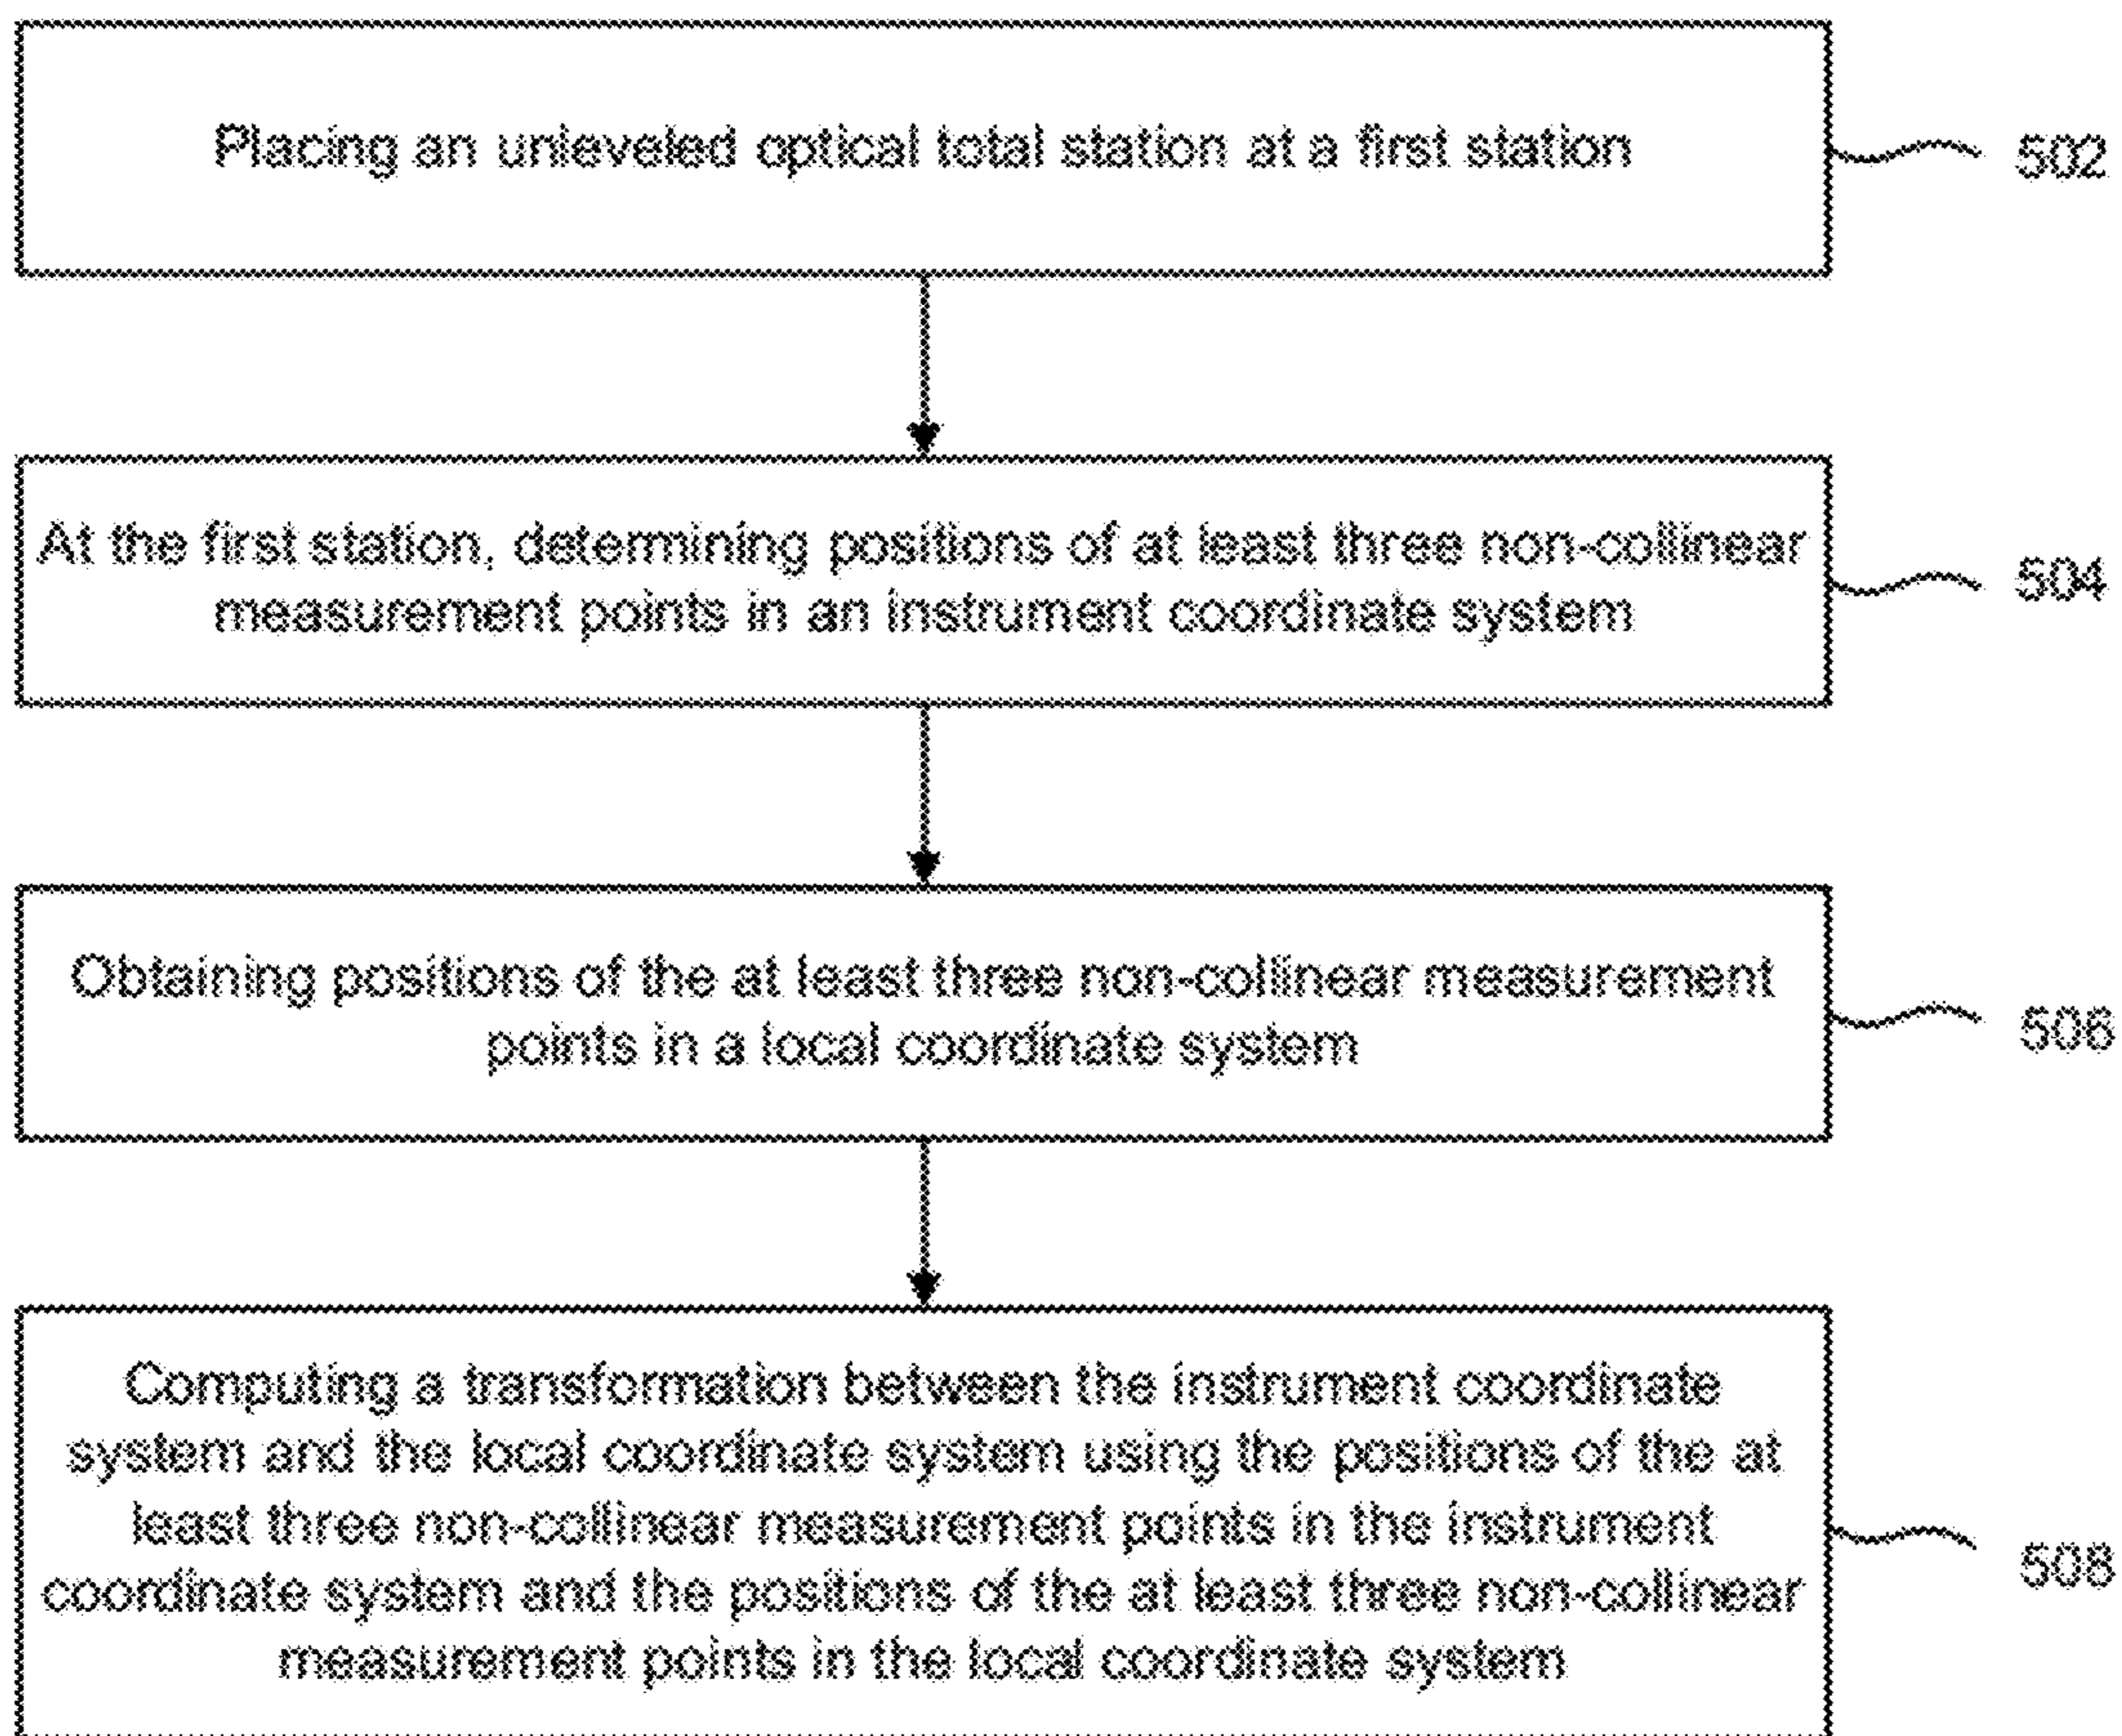 Placing an unleveled optical total station at a first station
502
At the first station, determining positions of at least three non-collinear
measurement points in an instrument coordinate system
504
Obtaining positions of the at least three non-collinear measurement
points in a local coordinate system
506
Computing a transformation between the instrument coordinate
system and the local coordinate system using the positions of the at
least three non-collinear measurement points in the instrument
coordinate system and the positions of the at least three non-collinear
measurement points in the local coordinate system
508